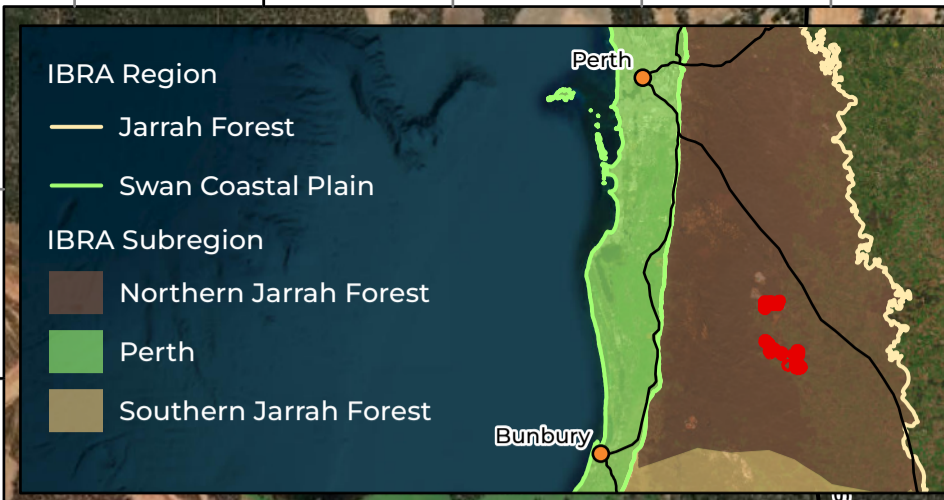 IBRA Region
Jarrah Forest
Swan Coastal Plain
IBRA Subregion
Northern Jarrah Forest
Perth
Southern Jarrah Forest
Perth
Bunbury